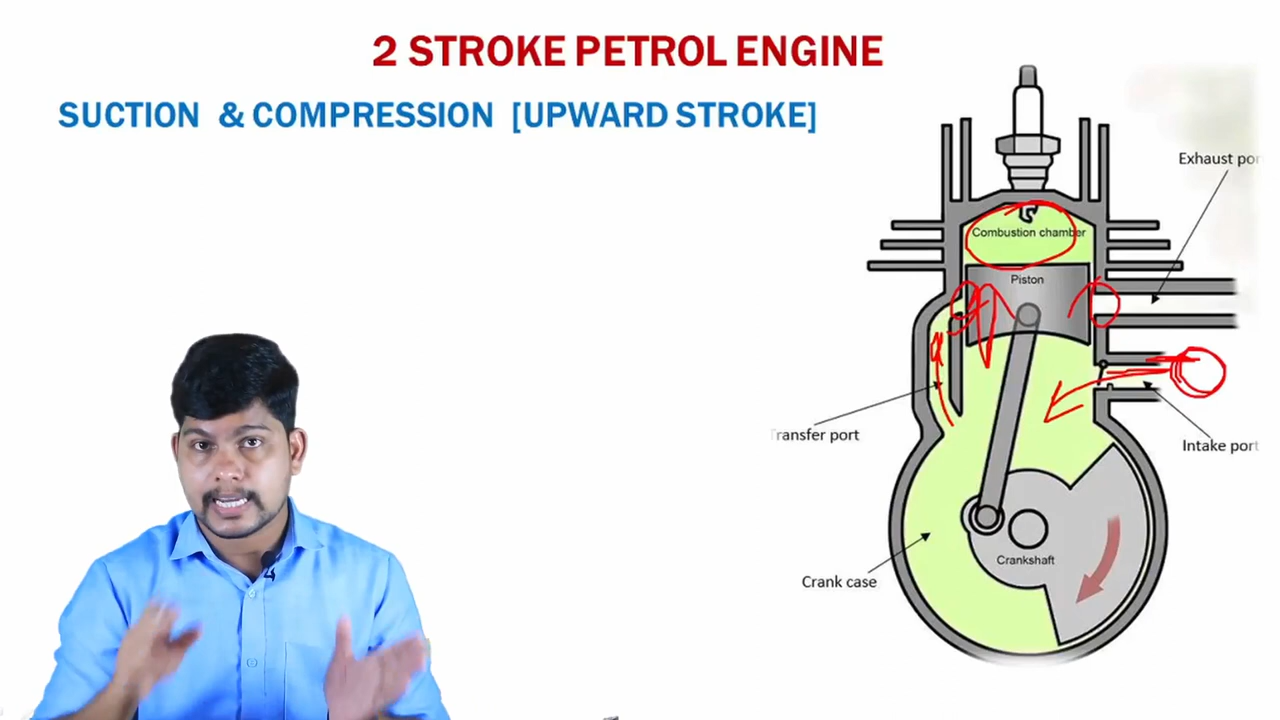 2 STROKE PETROL ENGINE
SUCTION & COMPRESSION [UPWARD STROKE]
Exhaust por
Combustion chamber
Piston
Transfer port
Intake port
Crankshaft
Crank case